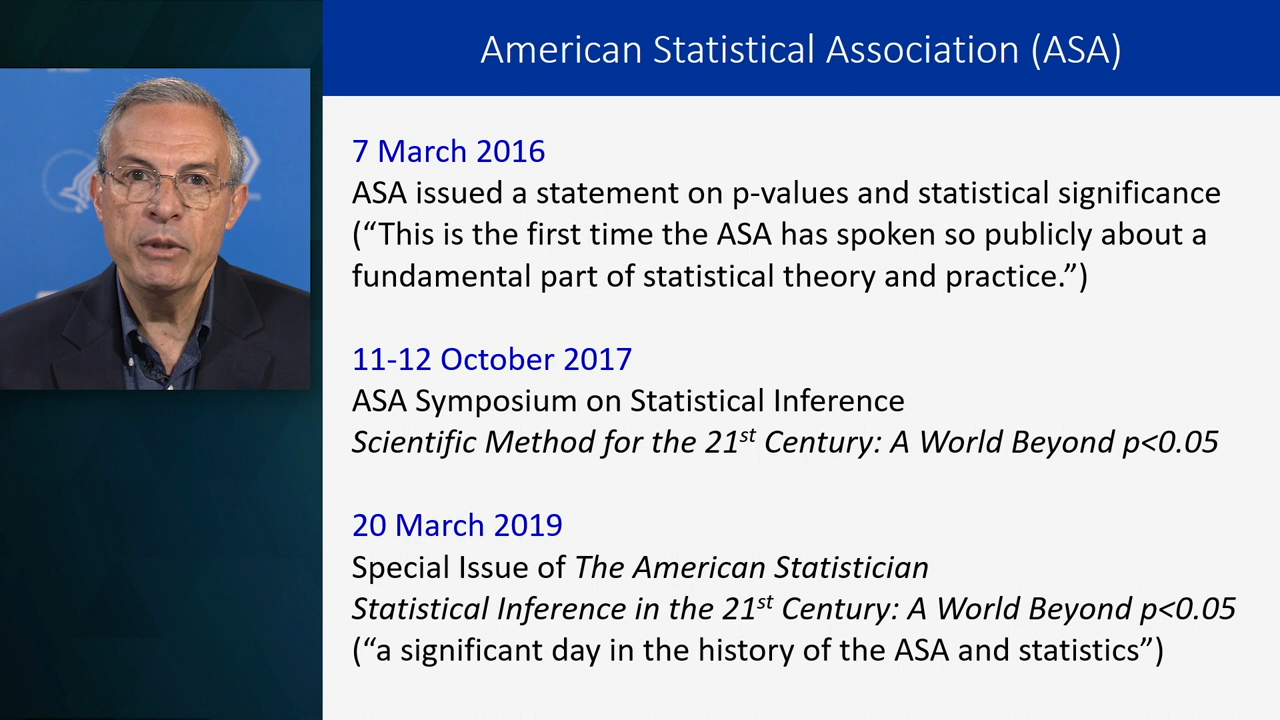 American Statistical Association (ASA)
7 March 2016
ASA issued a statement on p-values and statistical significance
(“This is the first time the ASA has spoken so publicly about a
fundamental part of statistical theory and practice.”)
11-12 October 2017
ASA Symposium on Statistical Inference
Scientific Method for the 21st Century: A World Beyond p<0.05
20 March 2019
Special Issue of The American Statistician
Statistical Inference in the 21st Century: A World Beyond p<0.05
(“a significant day in the history of the ASA and statistics”)